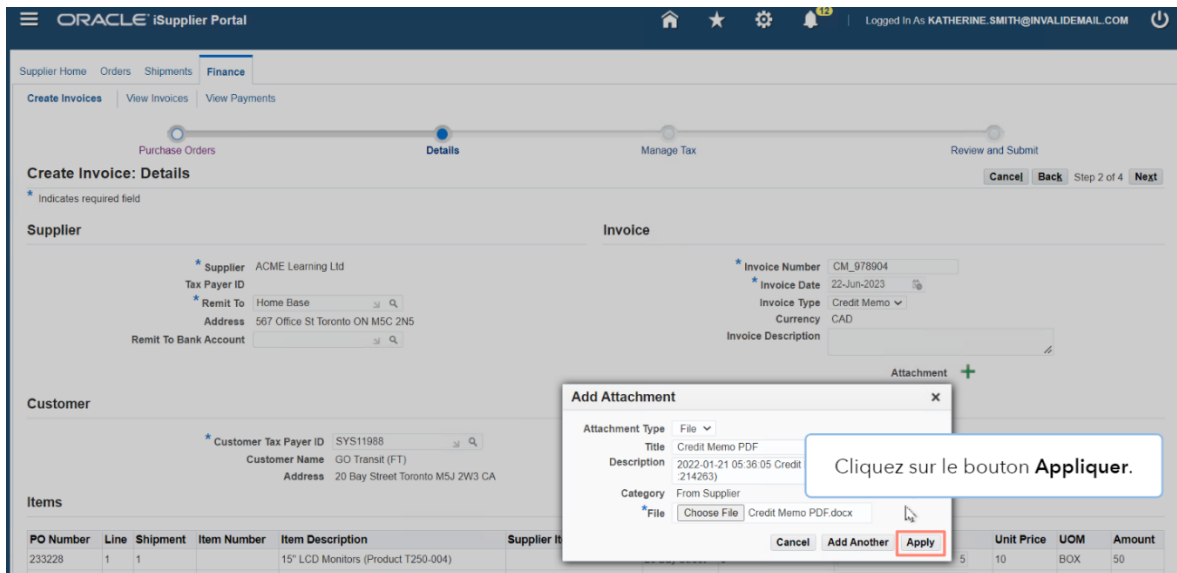 ORACLE iSupplier Portal
12
Logged In As KATHERINE.SMITH@INVALIDEMAIL.COM
Supplier Home Orders Shipments Finance
Create Invoices View Invoices View Payments
Purchase Orders Details Manage Tax Review and Submit
Create Invoice: Details
Cancel Back Step 2 of 4 Next
* Indicates required field
Supplier
* Supplier ACME Learning Ltd
Tax Payer ID
* Remit To Home Base
Address 567 Office St Toronto ON M5C 2N5
Remit To Bank Account
Invoice
* Invoice Number CM_978904
* Invoice Date 22-Jun-2023
Invoice Type Credit Memo
Currency CAD
Invoice Description
Attachment
Customer
* Customer Tax Payer ID SYS11988
Customer Name GO Transit (FT)
Address 20 Bay Street Toronto M5J 2W3 CA
Add Attachment x
Attachment Type File
Title Credit Memo PDF
Description 2022-01-21 05:36:05 Credit
:214263)
Category From Supplier
* File Choose File Credit Memo PDF.docx
Cancel Add Another Apply
Cliquez sur le bouton Appliquer.
Items
PO Number Line Shipment Item Number Item Description Supplier Unit Price UOM Amount
233228 1 1 15" LCD Monitors (Product T250-004) 5 10 BOX 50